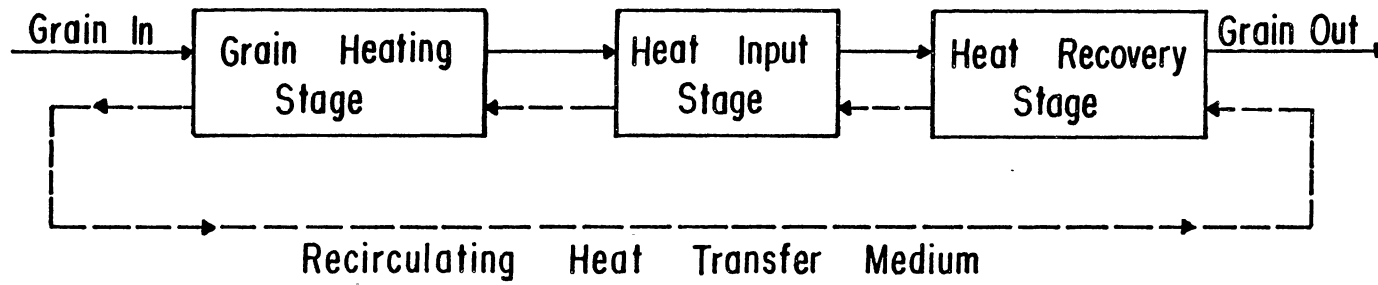 Grain In
Grain Heating
Stage
Heat Input
Stage
Heat Recovery
Stage
Grain Out
Recirculating Heat Transfer Medium